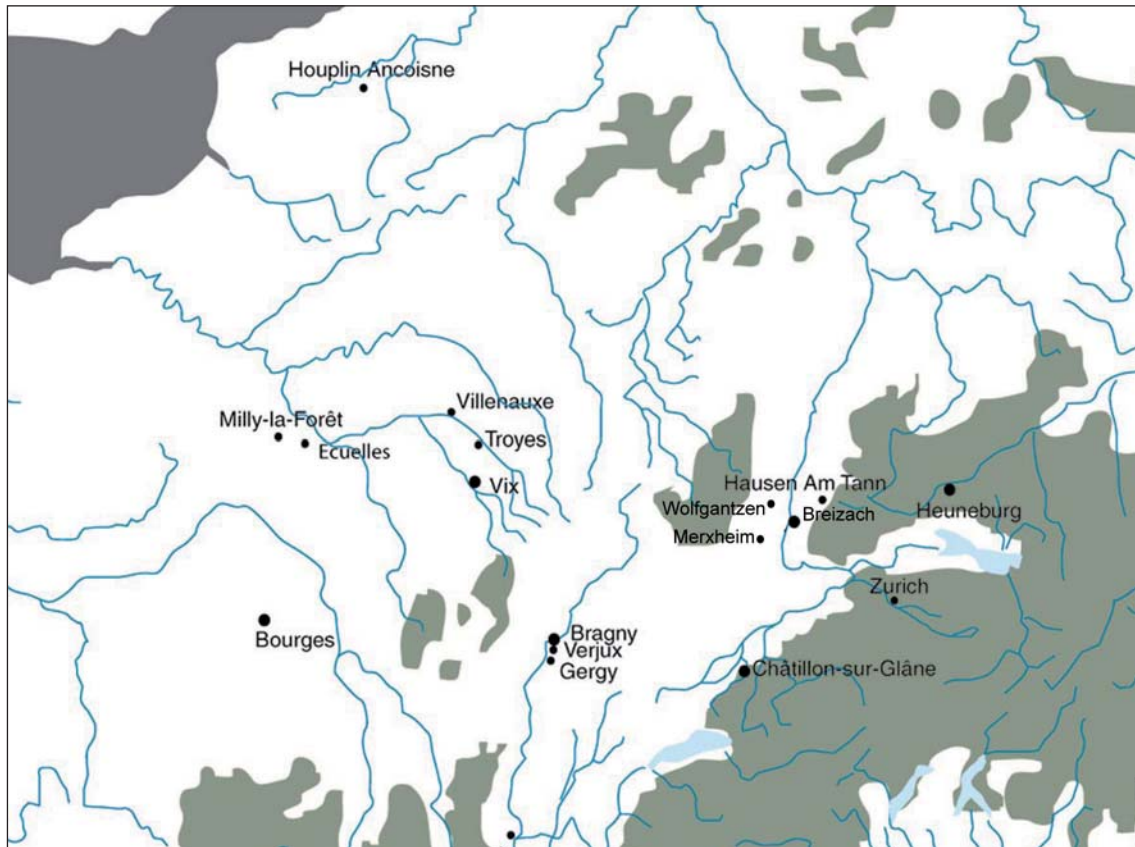 Houplin Ancoisne
Villenauxe
Milly-la-Forêt
Troyes
Ecuelles
Vix
Hausen Am Tann
Wolfgantzen
Breizach
Heuneburg
Merxheim
Zurich
Bourges
Bragny
Verjux
Gergy
Châtillon-sur-Glâne